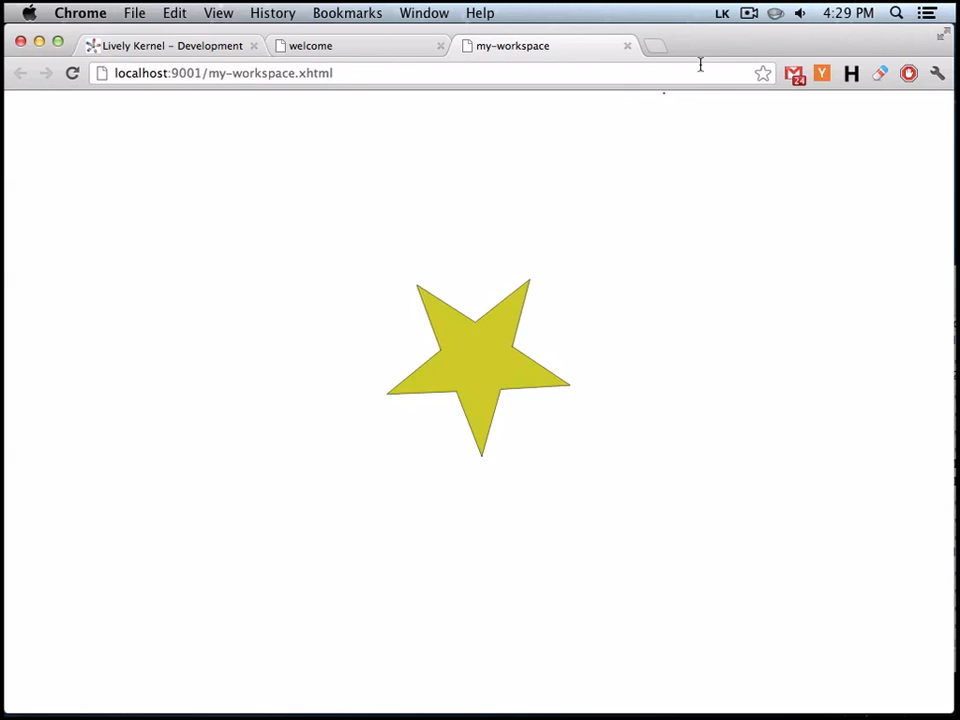 Chrome File Edit View History Bookmarks Window Help LK 4:29 PM
Lively Kernel – Development welcome my-workspace
localhost:9001/my-workspace.xhtml 24 Y H